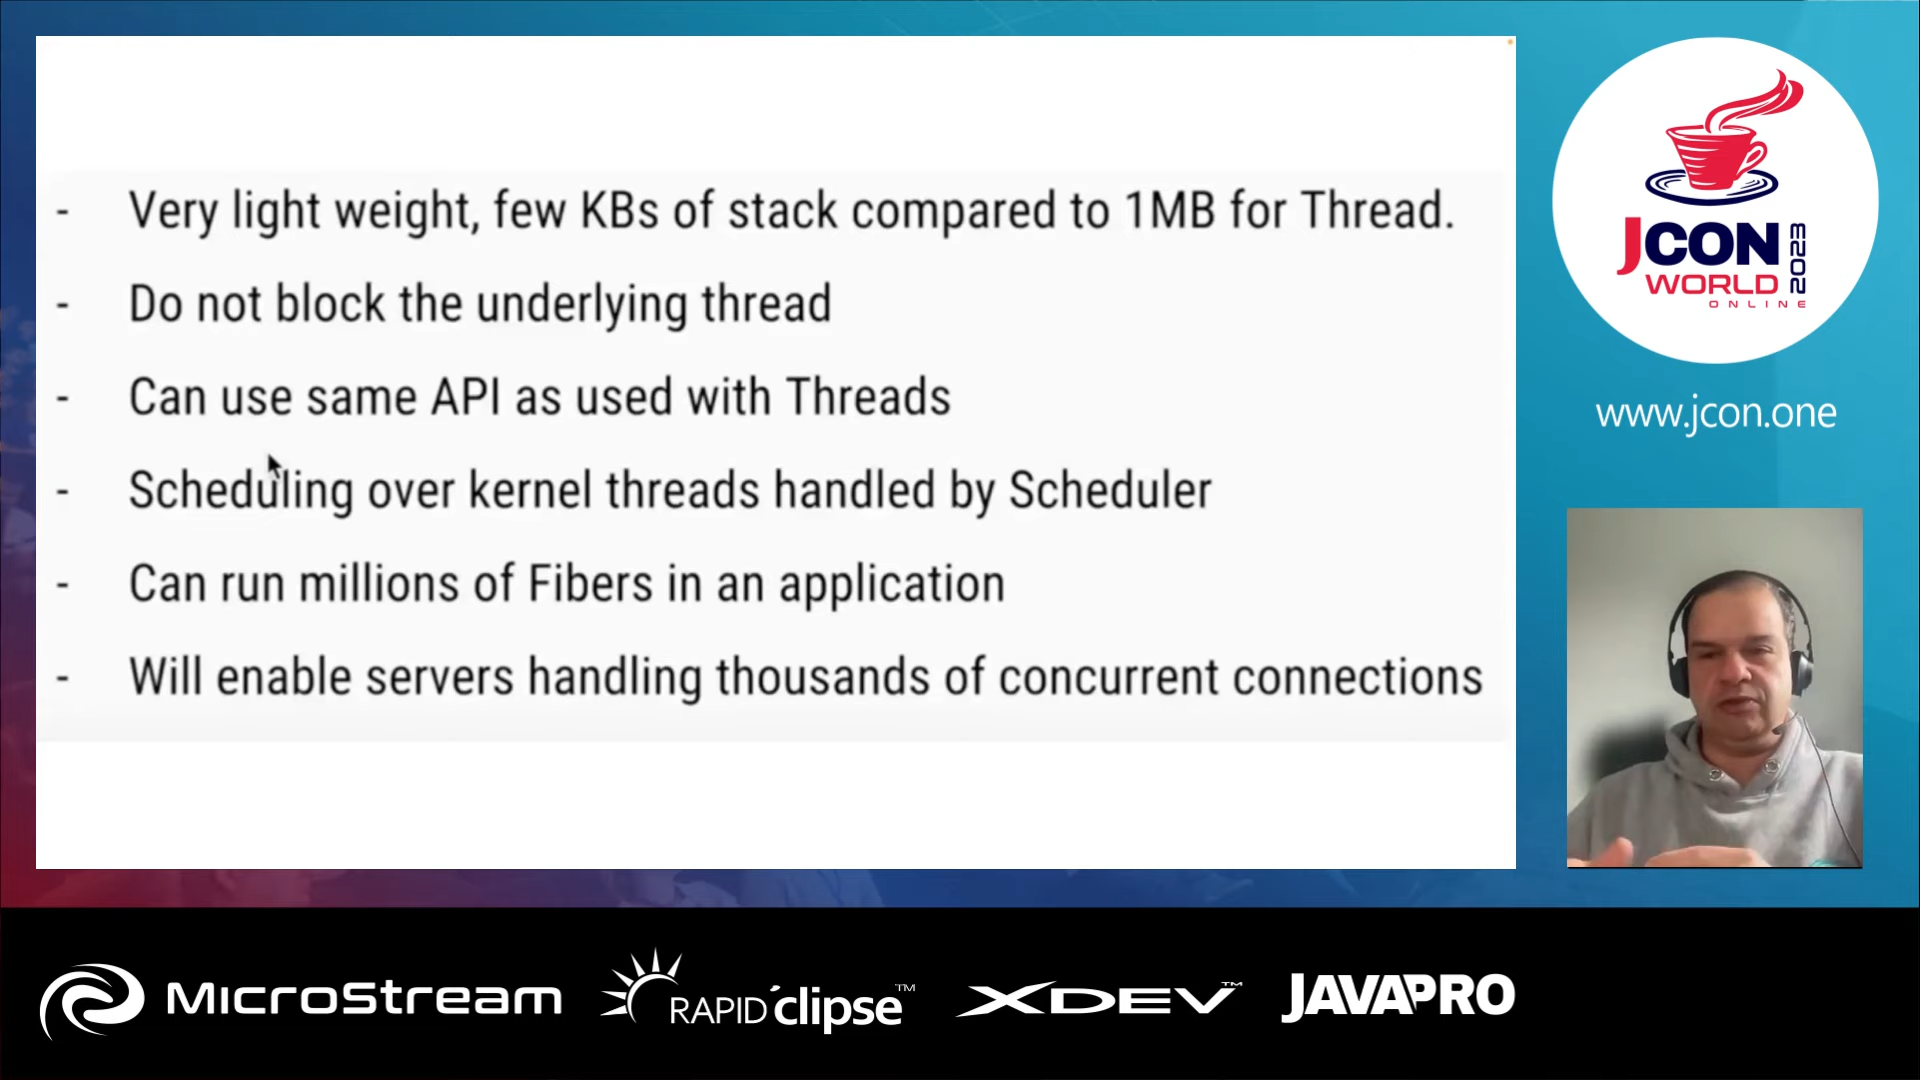 - Very light weight, few KBs of stack compared to 1MB for Thread.
- Do not block the underlying thread
- Can use same API as used with Threads
- Scheduling over kernel threads handled by Scheduler
- Can run millions of Fibers in an application
- Will enable servers handling thousands of concurrent connections
JCON
WORLD
ONLINE
2023
www.jcon.one
MICROSTREAM
RAPID'clipse™
XDEV™
JAVAPRO